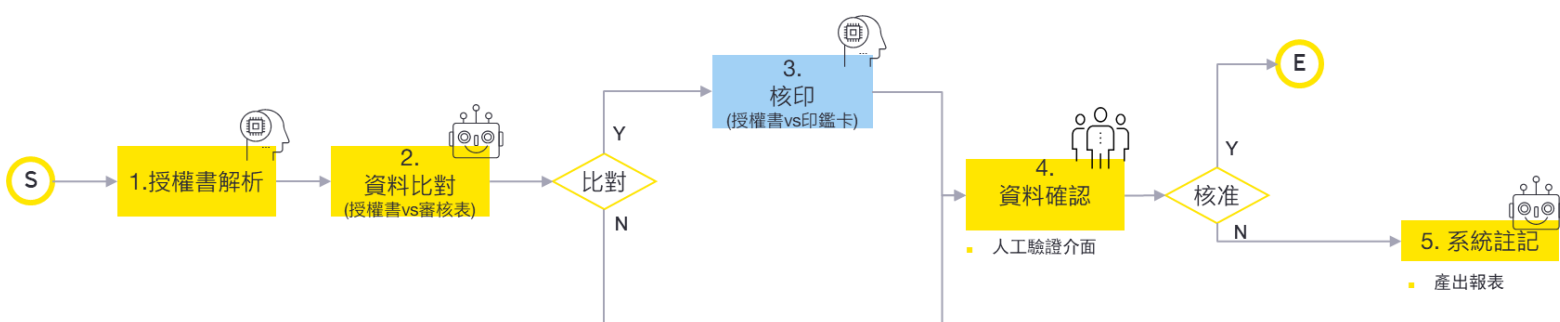 S
1.授權書解析
2.
資料比對
(授權書vs審核表)
比對
Y
N
3.
核印
(授權書vs印鑑卡)
4.
資料確認
▪ 人工驗證介面
核准
Y
N
E
5. 系統註記
▪ 產出報表